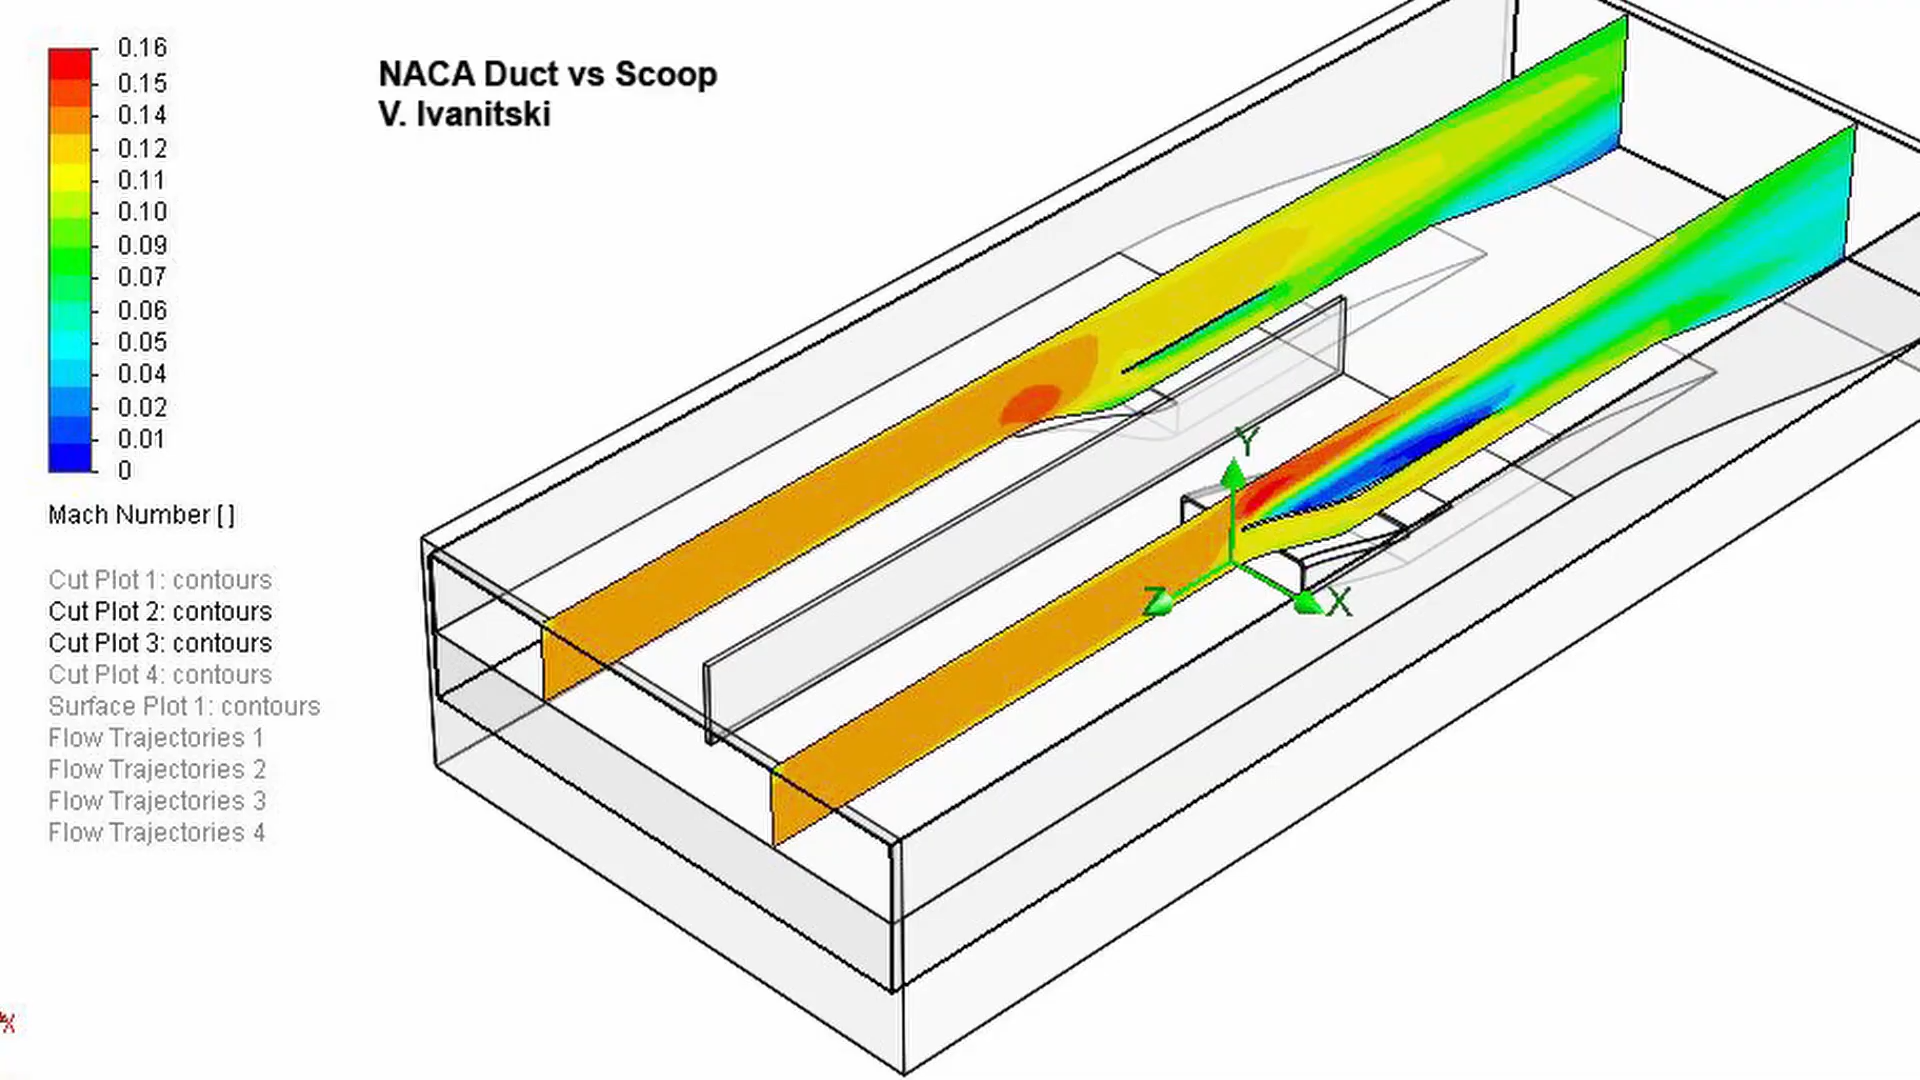 0.16
0.15
0.14
0.12
0.11
0.10
0.09
0.07
0.06
0.05
0.04
0.02
0.01
0
Mach Number [ ]
NACA Duct vs Scoop
V. Ivanitski
Cut Plot 1: contours
Cut Plot 2: contours
Cut Plot 3: contours
Cut Plot 4: contours
Surface Plot 1: contours
Flow Trajectories 1
Flow Trajectories 2
Flow Trajectories 3
Flow Trajectories 4
Y
Z
X
X